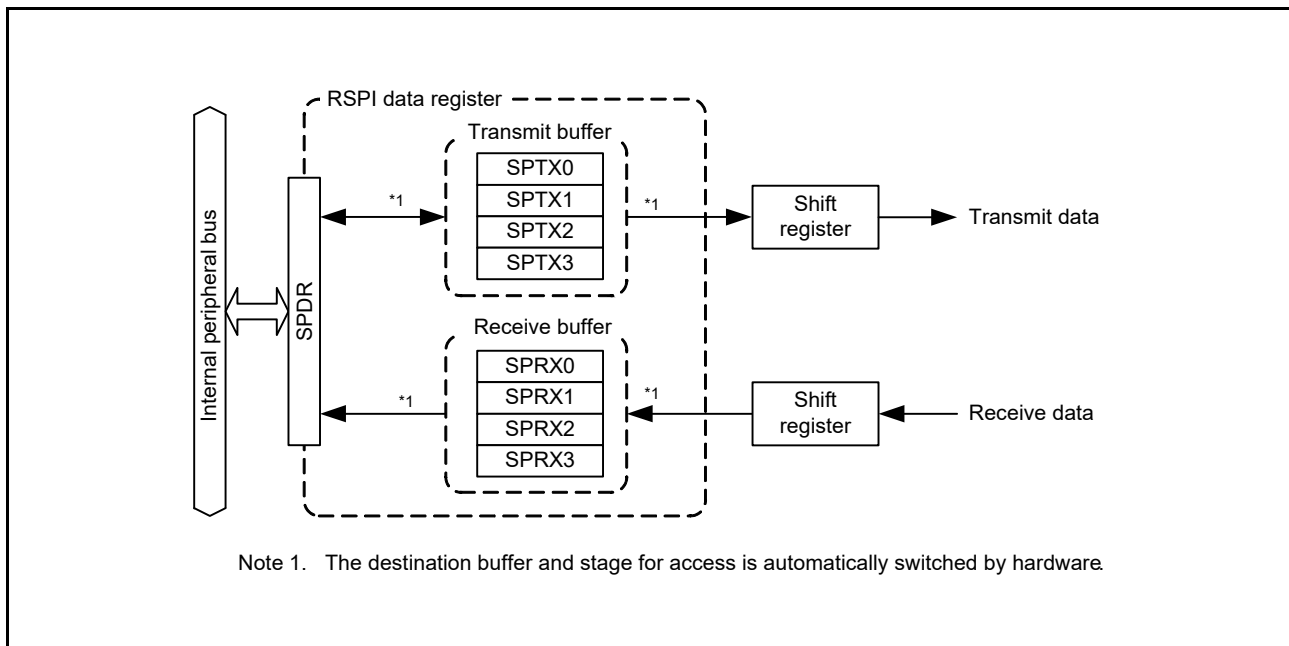 RSPI data register
Transmit buffer
SPTX0
SPTX1
SPTX2
SPTX3
*1
*1
Shift
register
Transmit data
Internal peripheral bus
SPDR
Receive buffer
SPRX0
SPRX1
SPRX2
SPRX3
*1
*1
Shift
register
Receive data
Note 1. The destination buffer and stage for access is automatically switched by hardware.